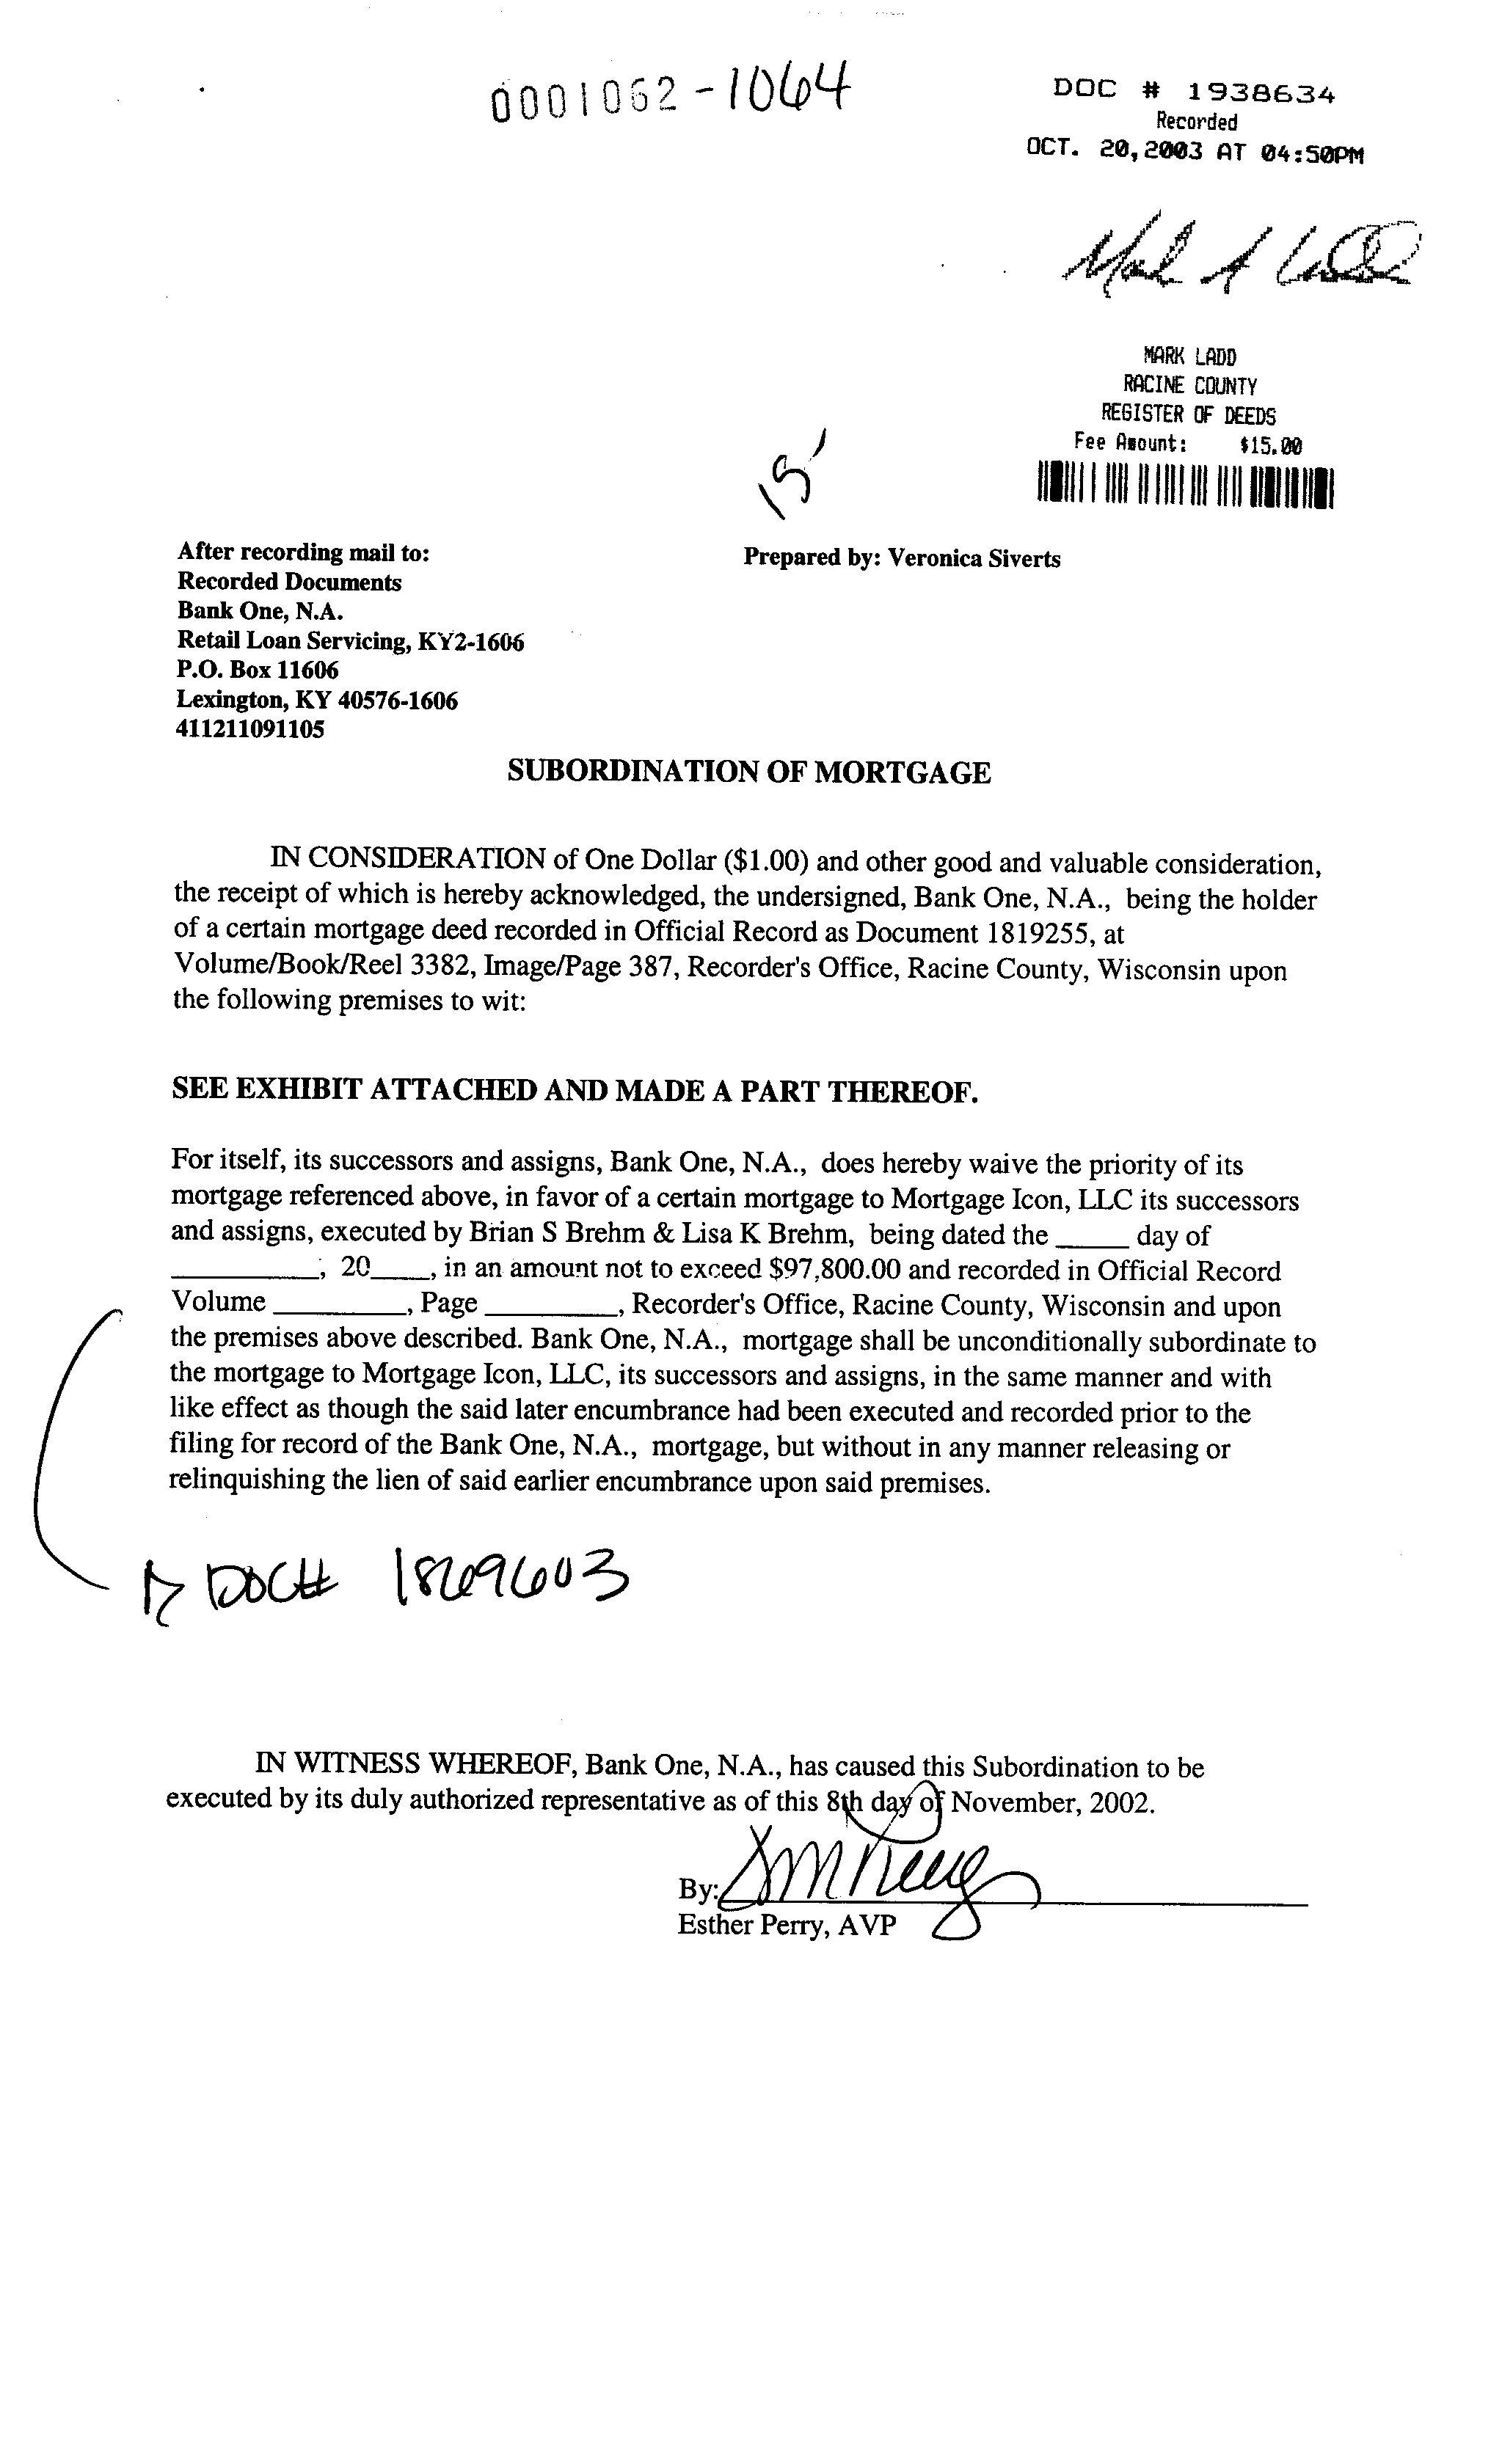 0001062-1064
DOC # 1938634
Recorded
OCT. 20,2003 AT 04:50PM
MARK LADD
RACINE COUNTY
REGISTER OF DEEDS
Fee Amount: $15.00
15
After recording mail to:
Prepared by: Veronica Siverts
Recorded Documents
Bank One, N.A.
Retail Loan Servicing, KY2-1606
P.O. Box 11606
Lexington, KY 40576-1606
411211091105
SUBORDINATION OF MORTGAGE
IN CONSIDERATION of One Dollar ($1.00) and other good and valuable consideration,
the receipt of which is hereby acknowledged, the undersigned, Bank One, N.A., being the holder
of a certain mortgage deed recorded in Official Record as Document 1819255, at
Volume/Book/Reel 3382, Image/Page 387, Recorder's Office, Racine County, Wisconsin upon
the following premises to wit:
SEE EXHIBIT ATTACHED AND MADE A PART THEREOF.
For itself, its successors and assigns, Bank One, N.A., does hereby waive the priority of its
mortgage referenced above, in favor of a certain mortgage to Mortgage Icon, LLC its successors
and assigns, executed by Brian S Brehm & Lisa K Brehm, being dated the _____ day of
__________, 20____, in an amount not to exceed $97,800.00 and recorded in Official Record
Volume _________, Page _________, Recorder's Office, Racine County, Wisconsin and upon
the premises above described. Bank One, N.A., mortgage shall be unconditionally subordinate to
the mortgage to Mortgage Icon, LLC, its successors and assigns, in the same manner and with
like effect as though the said later encumbrance had been executed and recorded prior to the
filing for record of the Bank One, N.A., mortgage, but without in any manner releasing or
relinquishing the lien of said earlier encumbrance upon said premises.
DOC# 1869603
IN WITNESS WHEREOF, Bank One, N.A., has caused this Subordination to be
executed by its duly authorized representative as of this 8th day of November, 2002.
By:
Esther Perry, AVP